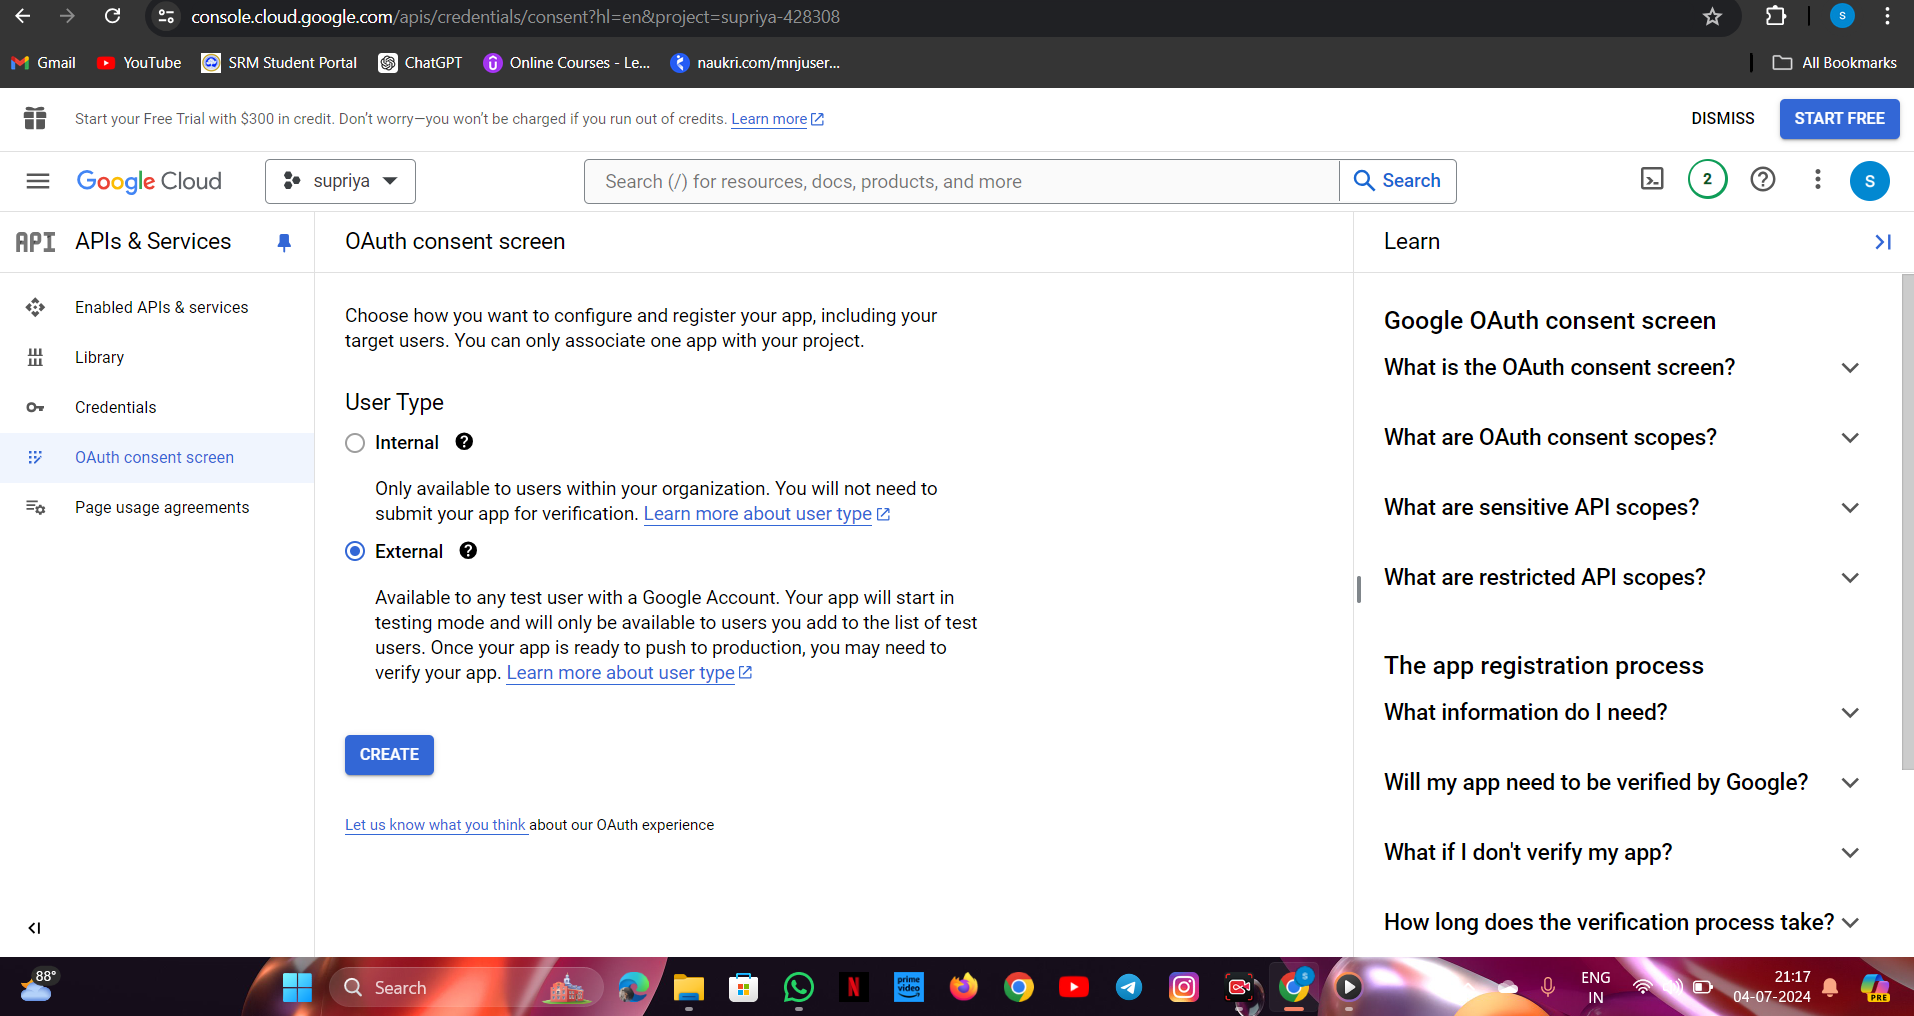 console.cloud.google.com/apis/credentials/consent?hl=en&project=supriya-428308
S
Gmail
YouTube
SRM Student Portal
ChatGPT
Online Courses - Le...
naukri.com/mnjuser...
All Bookmarks
Start your Free Trial with $300 in credit. Don’t worry—you won’t be charged if you run out of credits. Learn more
DISMISS
START FREE
Google Cloud
supriya
Search (/) for resources, docs, products, and more
Search
2
S
API
APIs & Services
OAuth consent screen
Learn
Enabled APIs & services
Library
Credentials
OAuth consent screen
Page usage agreements
Choose how you want to configure and register your app, including your
target users. You can only associate one app with your project.
User Type
Internal
Only available to users within your organization. You will not need to
submit your app for verification. Learn more about user type
External
Available to any test user with a Google Account. Your app will start in
testing mode and will only be available to users you add to the list of test
users. Once your app is ready to push to production, you may need to
verify your app. Learn more about user type
CREATE
Let us know what you think about our OAuth experience
Google OAuth consent screen
What is the OAuth consent screen?
What are OAuth consent scopes?
What are sensitive API scopes?
What are restricted API scopes?
The app registration process
What information do I need?
Will my app need to be verified by Google?
What if I don't verify my app?
How long does the verification process take?
88°
Search
N
prime
video
S
ENG
IN
21:17
04-07-2024
PRE